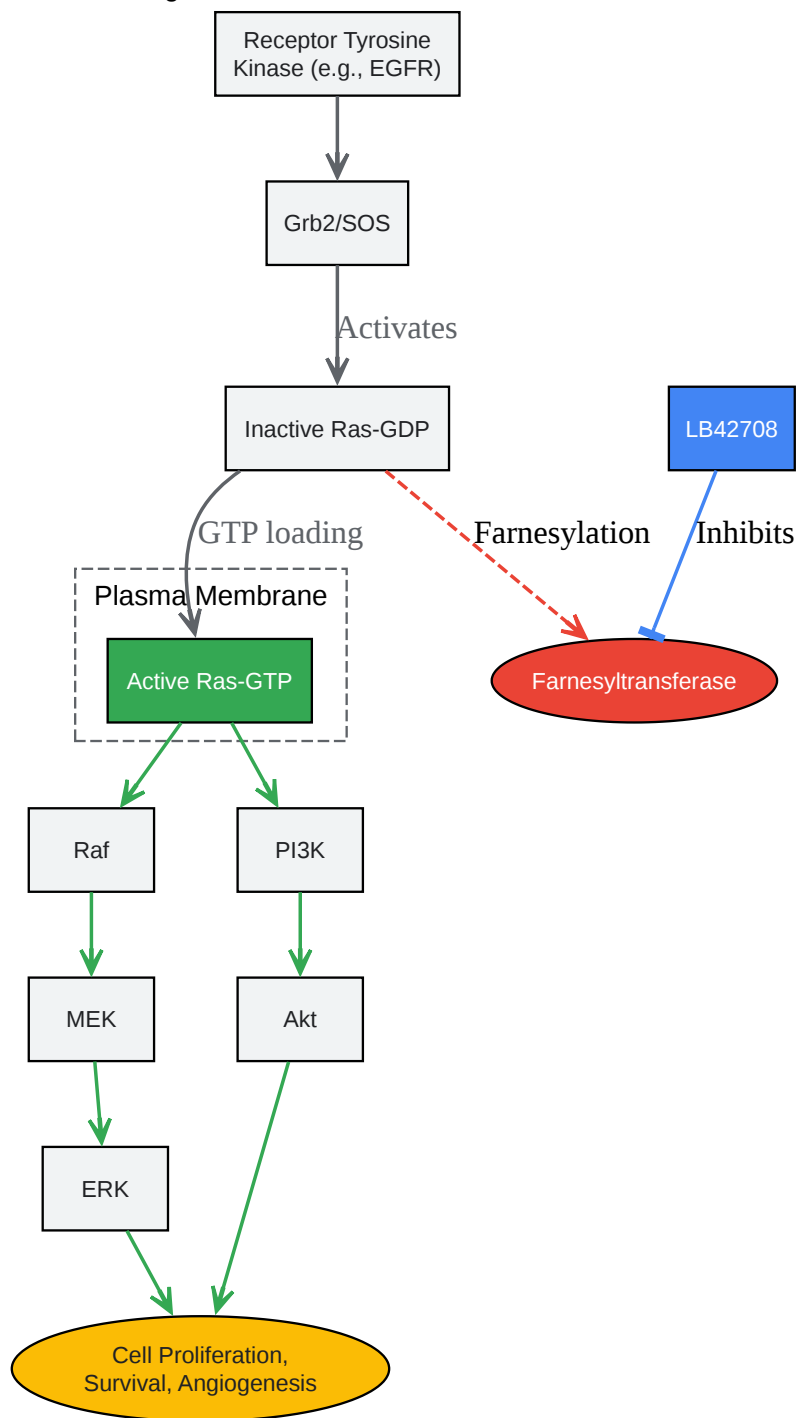 Receptor Tyrosine
Kinase (e.g., EGFR)
Grb2/SOS
Activates
Inactive Ras-GDP
LB42708
GTP loading
Farnesylation
Inhibits
Plasma Membrane
Active Ras-GTP
Farnesyltransferase
Raf
PI3K
MEK
Akt
ERK
Cell Proliferation,
Survival, Angiogenesis